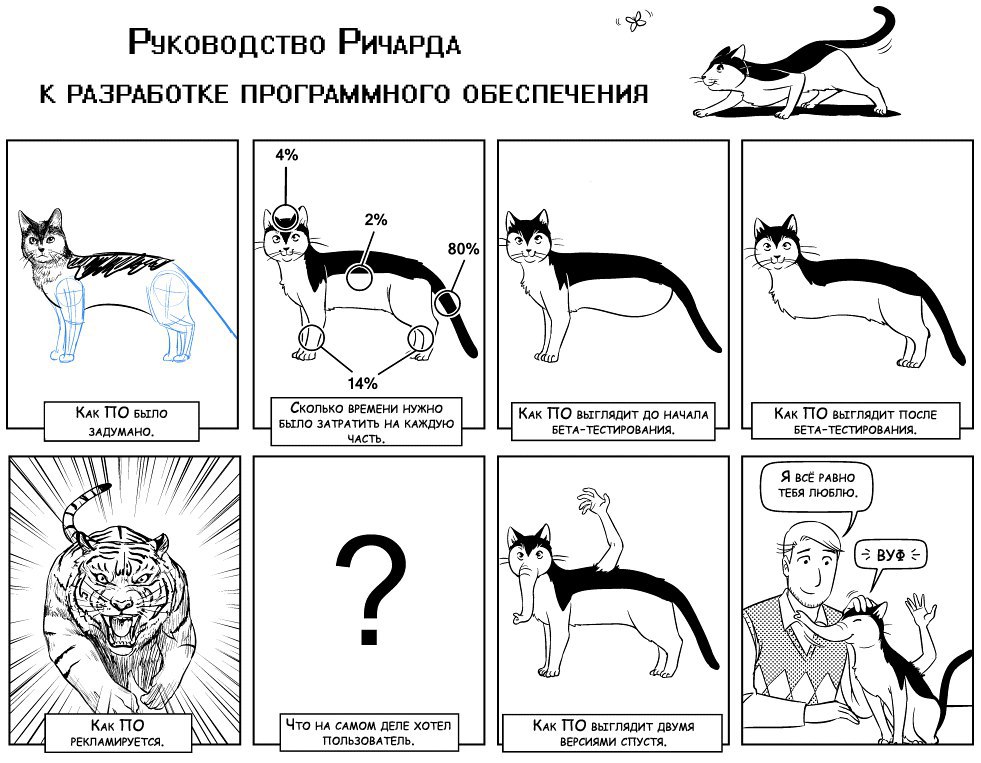 Руководство Ричарда
к разработке программного обеспечения
Как ПО было
задумано.
4%
2%
80%
14%
Сколько времени нужно
было затратить на каждую
часть.
Как ПО выглядит до начала
бета-тестирования.
Как ПО выглядит после
бета-тестирования.
Как ПО
рекламируется.
?
Что на самом деле хотел
пользователь.
Как ПО выглядит двумя
версиями спустя.
Я всё равно
тебя люблю.
ВУФ